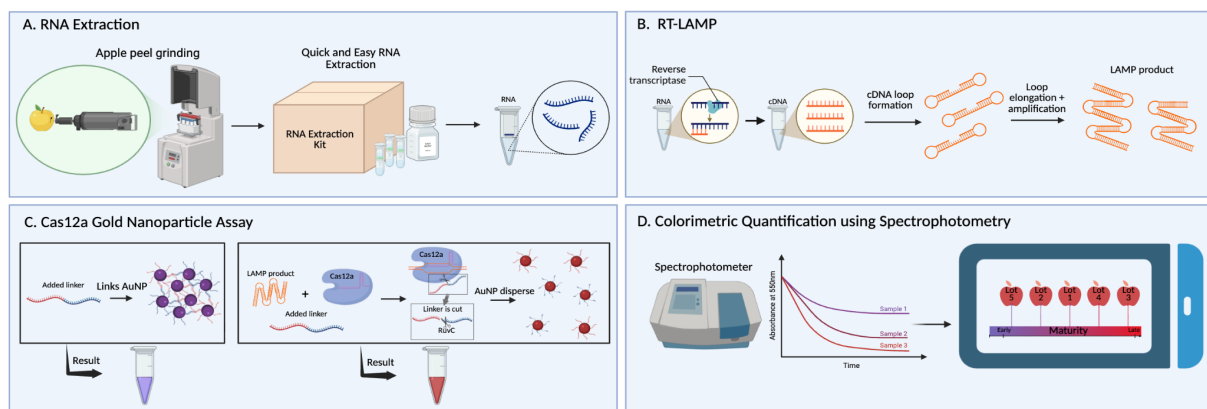 A. RNA Extraction
Apple peel grinding
Quick and Easy RNA
Extraction
RNA Extraction
Kit
RNA
B. RT-LAMP
Reverse
transcriptase
RNA
cDNA
cDNA loop
formation
Loop
elongation +
amplification
LAMP product
C. Cas12a Gold Nanoparticle Assay
Added linker
Links AuNP
Result
LAMP product
+
Cas12a
Added linker
Cas12a
Linker is cut
RuvC
AuNP disperse
Result
D. Colorimetric Quantification using Spectrophotometry
Spectrophotometer
Absorbance at 550nm
Sample 1
Sample 2
Sample 3
Time
Lot
5
Lot
2
Lot
1
Lot
4
Lot
3
Early
Maturity
Late